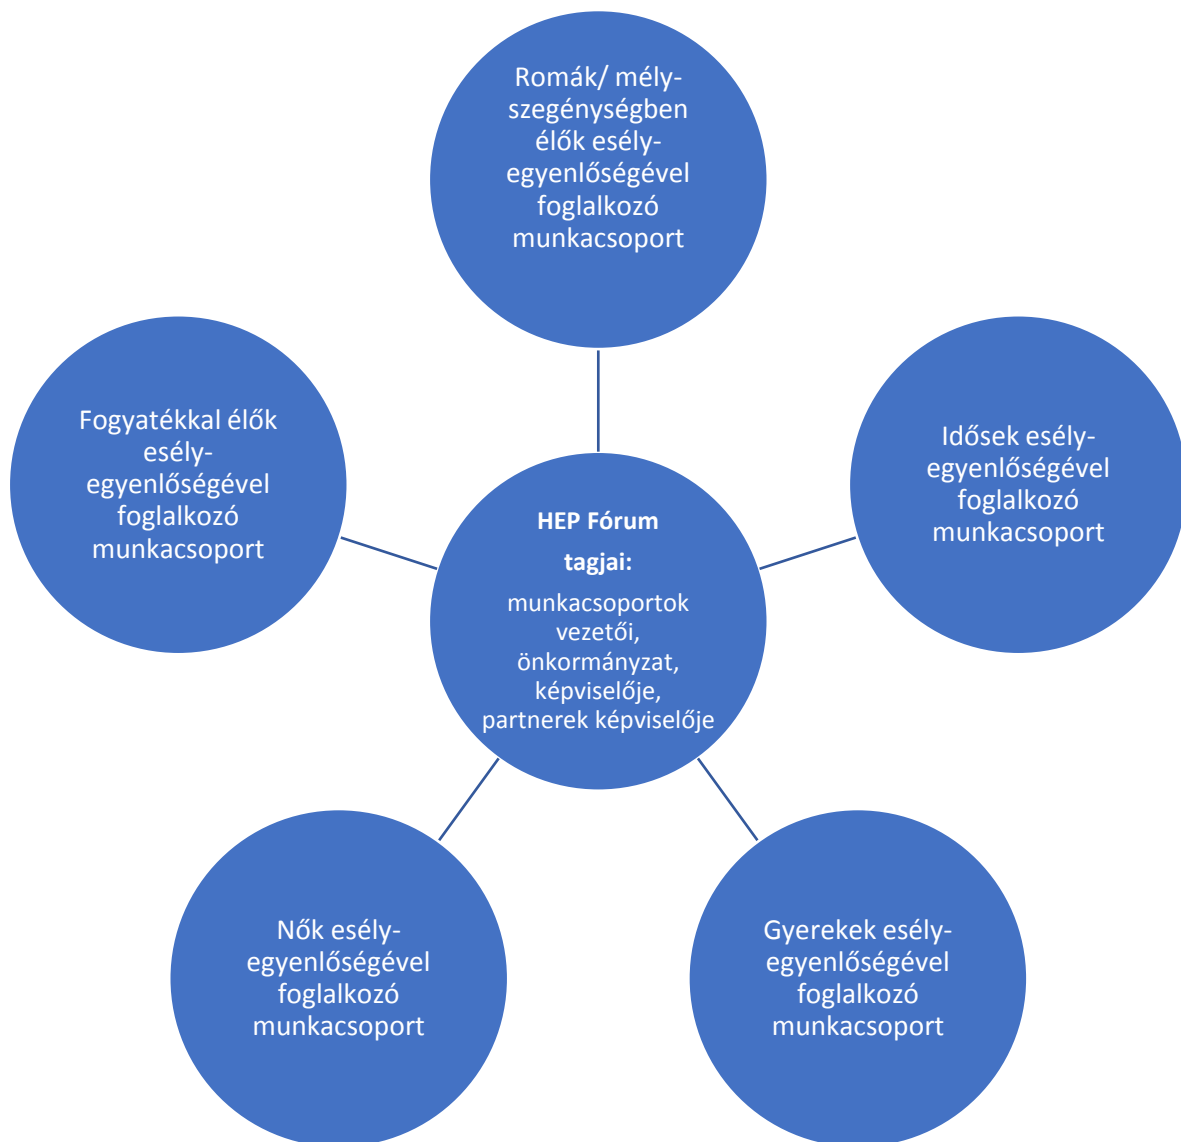 Romák/ mély-
szegénységben
élők esély-
egyenlőségével
foglalkozó
munkacsoport
Fogyatékkal élők
esély-
egyenlőségével
foglalkozó
munkacsoport
Idősek esély-
egyenlőségével
foglalkozó
munkacsoport
HEP Fórum
tagjai:
munkacsoportok
vezetői,
önkormányzat,
képviselője,
partnerek képviselője
Nők esély-
egyenlőségével
foglalkozó
munkacsoport
Gyerekek esély-
egyenlőségével
foglalkozó
munkacsoport